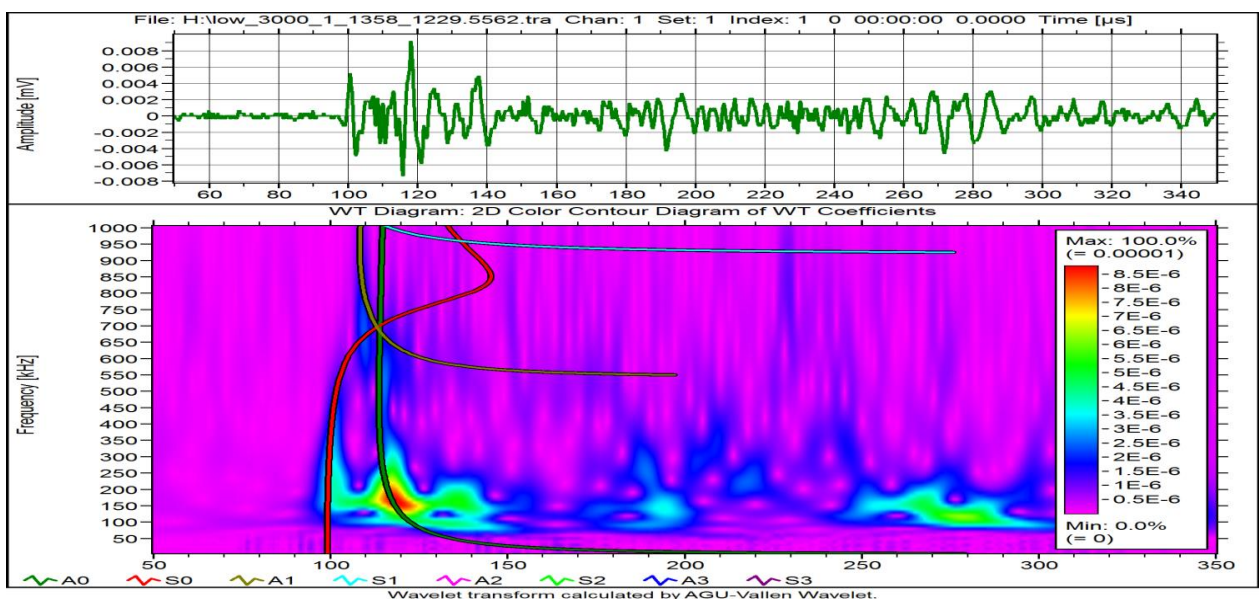 File: H:\low_3000_1_1358_1229.5562.tra Chan: 1 Set: 1 Index: 1 0 00:00:00 0.0000 Time [µs]
Amplitude [mV]
0.008
0.006
0.004
0.002
0
-0.002
-0.004
-0.006
-0.008
60 80 100 120 140 160 180 200 220 240 260 280 300 320 340
WT Diagram: 2D Color Contour Diagram of WT Coefficients
Frequency [kHz]
1000
950
900
850
800
750
700
650
600
550
500
450
400
350
300
250
200
150
100
50
Max: 100.0%
(= 0.00001)
8.5E-6
8E-6
7.5E-6
7E-6
6.5E-6
6E-6
5.5E-6
5E-6
4.5E-6
4E-6
3.5E-6
3E-6
2.5E-6
2E-6
1.5E-6
1E-6
0.5E-6
Min: 0.0%
(= 0)
50 100 150 200 250 300 350
A0 S0 A1 S1 A2 S2 A3 S3
Wavelet transform calculated by AGU-Vallen Wavelet.